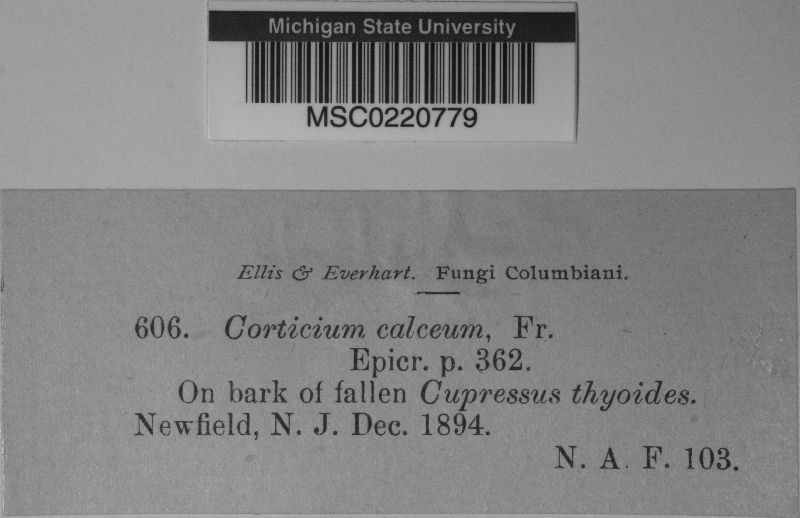 Michigan State University
MSC0220779
Ellis & Everhart. Fungi Columbiani.
606. Corticium calceum, Fr.
Epicr. p. 362.
On bark of fallen Cupressus thyoides.
Newfield, N. J. Dec. 1894.
N. A. F. 103.